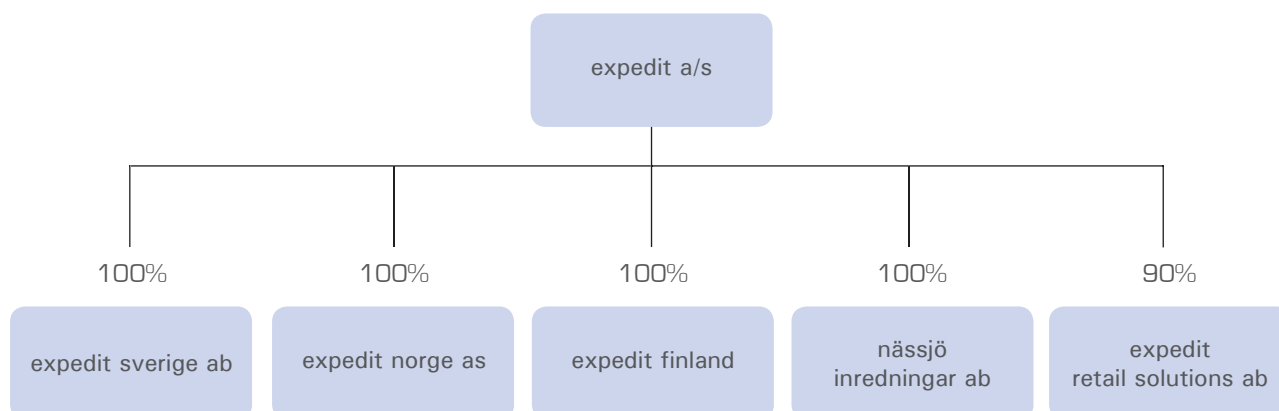 expedit a/s
100%
100%
100%
100%
90%
expedit sverige ab
expedit norge as
expedit finland
nässjö
inredningar ab
expedit
retail solutions ab